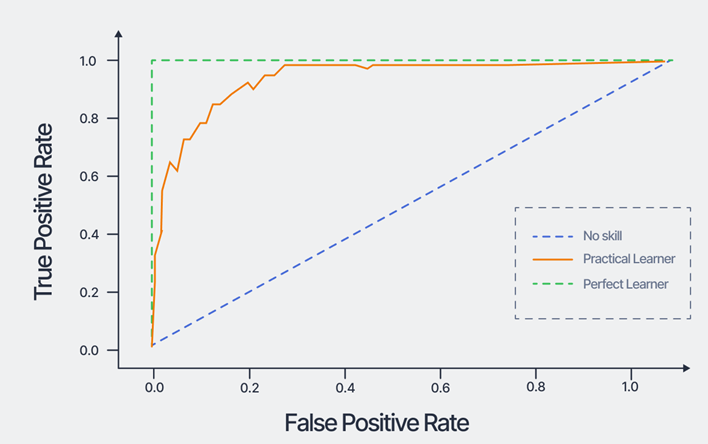 True Positive Rate
1.0
0.8
0.6
0.4
0.2
0.0
0.0 0.2 0.4 0.6 0.8 1.0
False Positive Rate
No skill
Practical Learner
Perfect Learner